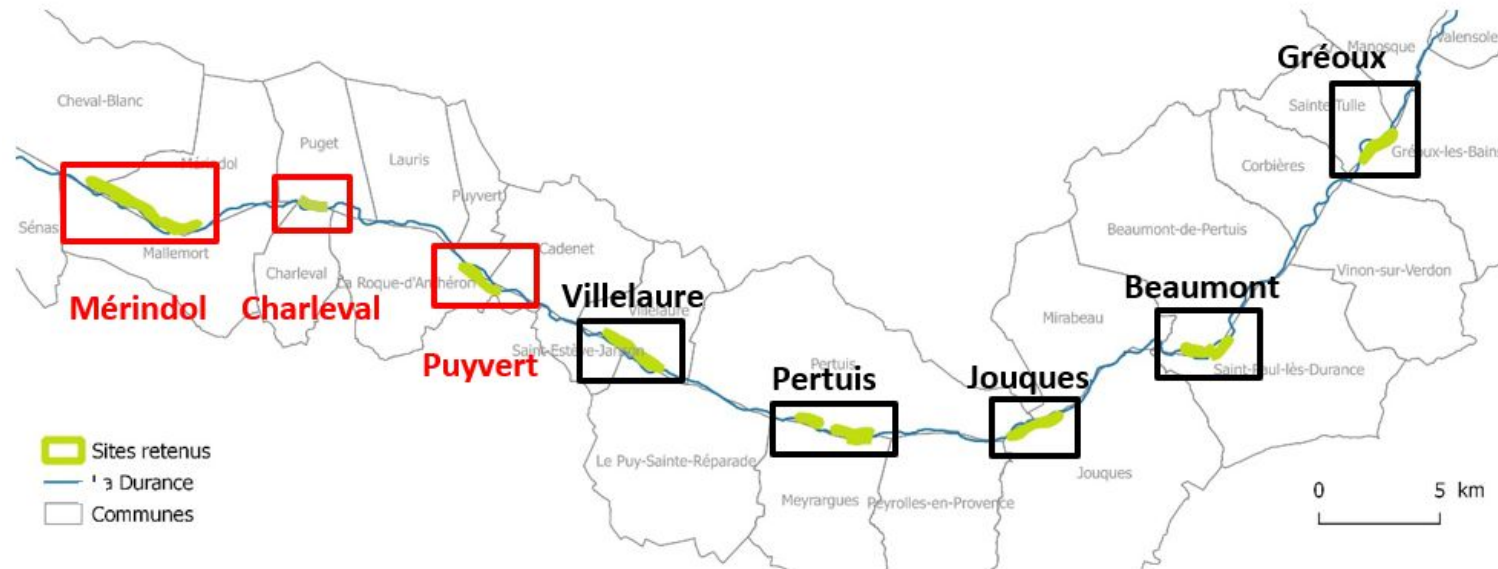 Gréoux
Manosque
Valensole
Cheval-Blanc
Sainte-Tulle
Puget
Mérindol
Lauris
Gréoux-les-Bains
Corbières
Puyvert
Sénas
Beaumont-de-Pertuis
Mallemort
Cadenet
Charleval
La Roque-d'Anthéron
Vinon-sur-Verdon
Mérindol
Charleval
Villelaure
Beaumont
Villelaure
Mirabeau
Puyvert
Saint-Estève-Janson
Pertuis
Saint-Paul-lès-Durance
Pertuis
Jouques
Sites retenus
Le Puy-Sainte-Réparade
Jouques
La Durance
Meyrargues
Peyrolles-en-Provence
Communes
0 5 km